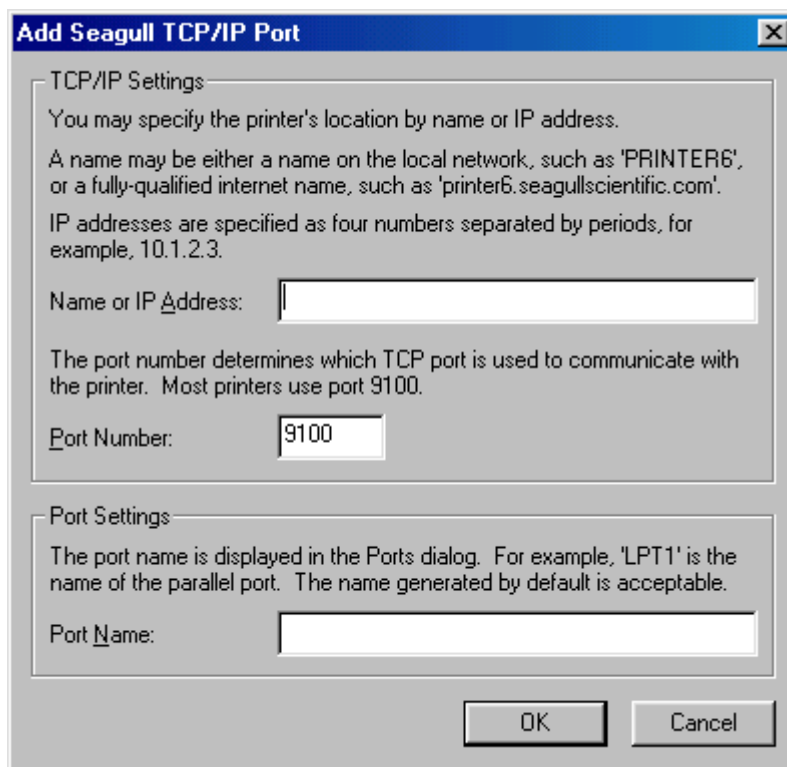 Add Seagull TCP/IP Port
TCP/IP Settings
You may specify the printer's location by name or IP address.
A name may be either a name on the local network, such as 'PRINTER6',
or a fully-qualified internet name, such as 'printer6.seagullscientific.com'.
IP addresses are specified as four numbers separated by periods, for
example, 10.1.2.3.
Name or IP Address:
The port number determines which TCP port is used to communicate with
the printer.  Most printers use port 9100.
Port Number: 9100
Port Settings
The port name is displayed in the Ports dialog.  For example, 'LPT1' is the
name of the parallel port.  The name generated by default is acceptable.
Port Name:
OK Cancel